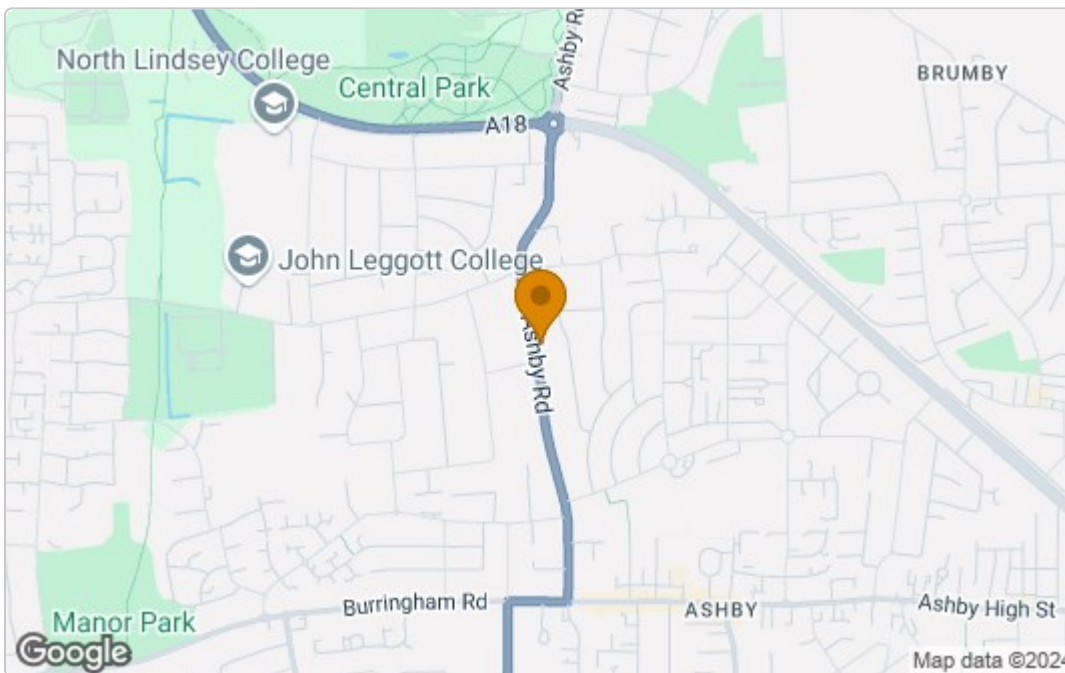 Ashby Rd
North Lindsey College
BRUMBY
Central Park
A18
John Leggott College
Ashby Rd
Burringham Rd
ASHBY
Ashby High St
Manor Park
Google
Map data ©2024